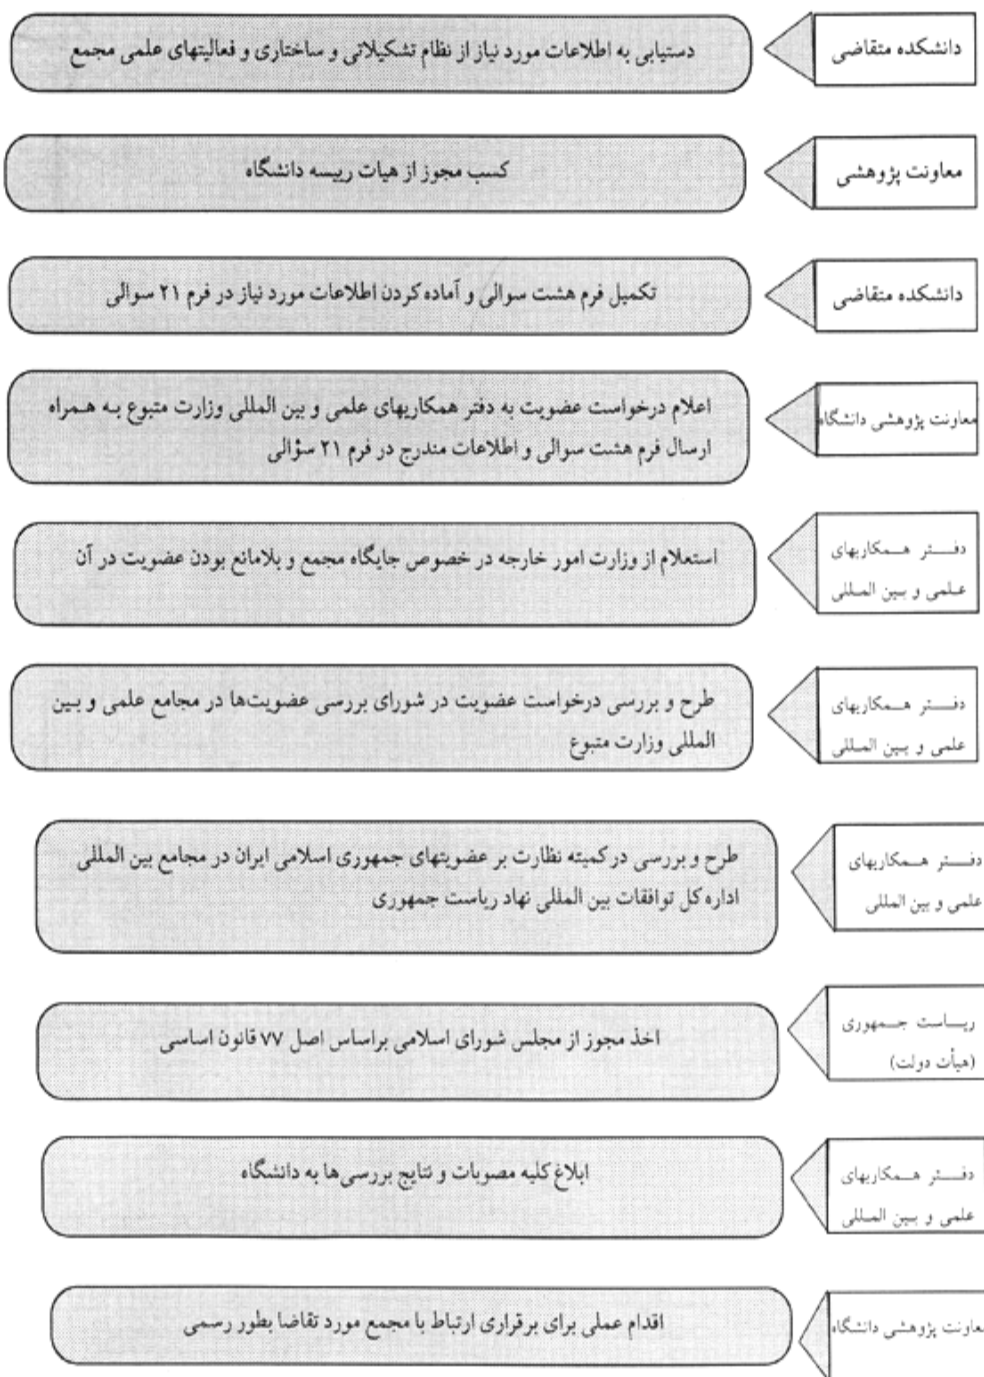 دانشکده متقاضی
دستیابی به اطلاعات مورد نیاز از نظام تشکیلاتی و ساختاری و فعالیتهای علمی مجمع
معاونت پژوهشی
کسب مجوز از هیات رییسه دانشگاه
دانشکده متقاضی
تکمیل فرم هشت سوالی و آماده کردن اطلاعات مورد نیاز در فرم ۲۱ سوالی
معاونت پژوهشی دانشگاه
اعلام درخواست عضویت به دفتر همکاریهای علمی و بین المللی وزارت متبوع به همراه
ارسال فرم هشت سوالی و اطلاعات مندرج در فرم ۲۱ سؤالی
دفتر همکاریهای
علمی و بین المللی
استعلام از وزارت امور خارجه در خصوص جایگاه مجمع و بلامانع بودن عضویت در آن
دفتر همکاریهای
علمی و بین المللی
طرح و بررسی درخواست عضویت در شورای بررسی عضویت‌ها در مجامع علمی و بین
المللی وزارت متبوع
دفتر همکاریهای
علمی و بین المللی
طرح و بررسی در کمیته نظارت بر عضویتهای جمهوری اسلامی ایران در مجامع بین المللی
اداره کل توافقات بین المللی نهاد ریاست جمهوری
ریاست جمهوری
(هیأت دولت)
اخذ مجوز از مجلس شورای اسلامی براساس اصل ۷۷ قانون اساسی
دفتر همکاریهای
علمی و بین المللی
ابلاغ کلیه مصوبات و نتایج بررسی‌ها به دانشگاه
معاونت پژوهشی دانشگاه
اقدام عملی برای برقراری ارتباط با مجمع مورد تقاضا بطور رسمی